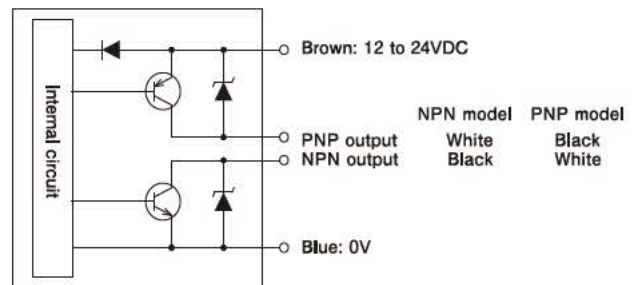 Internal circuit
Brown: 12 to 24VDC
NPN model PNP model
PNP output White Black
NPN output Black White
Blue: 0V